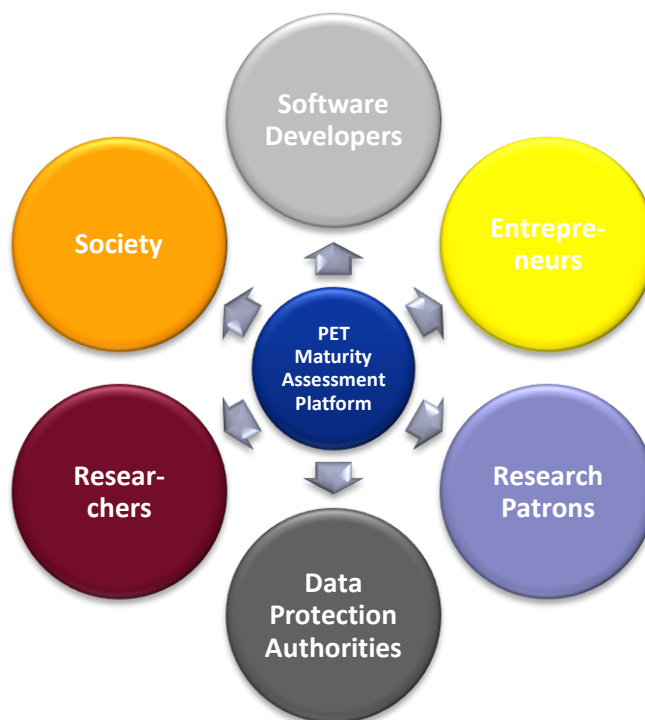 Software
Developers
Society
Entrepre-
neurs
PET
Maturity
Assessment
Platform
Resear-
chers
Research
Patrons
Data
Protection
Authorities